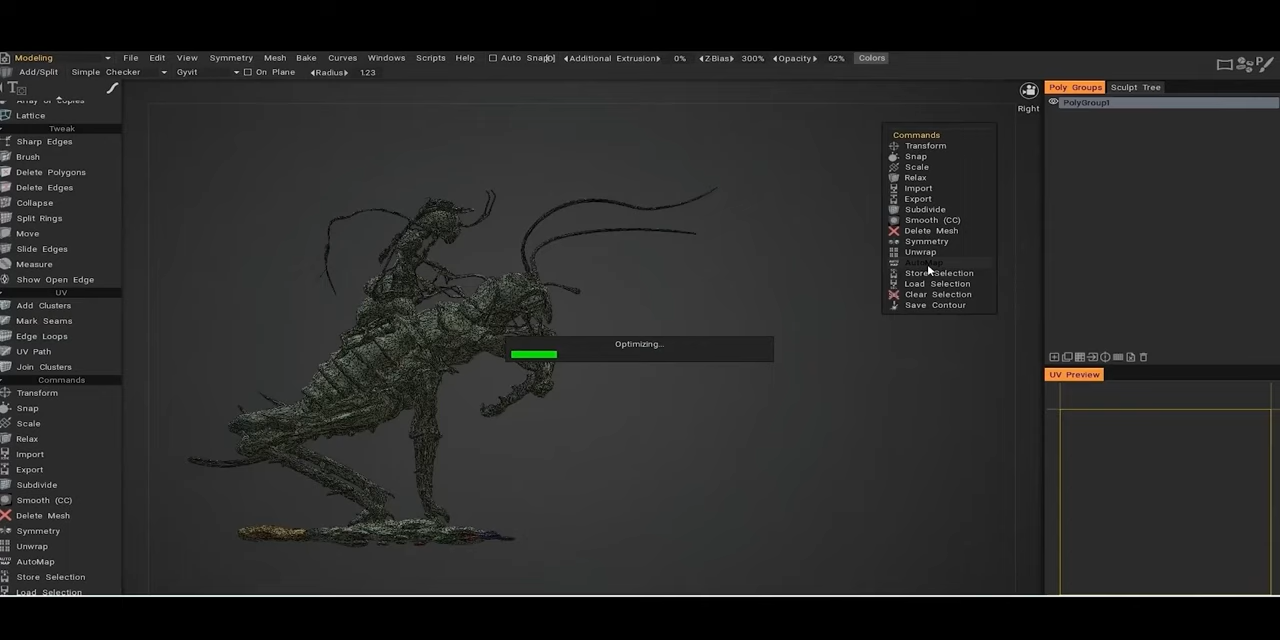 Modeling File Edit View Symmetry Mesh Bake Curves Windows Scripts Help Auto Snap Additional Extrusion 0% Z-Bias 300% Opacity 62% Colors
Add/Split Simple Checker Gyvit On Plane Radius 1.23
Array of Copies
Lattice
Tweak
Sharp Edges
Brush
Delete Polygons
Delete Edges
Collapse
Split Rings
Move
Slide Edges
Measure
Show Open Edge
UV
Add Clusters
Mark Seams
Edge Loops
UV Path
Join Clusters
Commands
Transform
Snap
Scale
Relax
Import
Export
Subdivide
Smooth (CC)
Delete Mesh
Symmetry
Unwrap
AutoMap
Store Selection
Load Selection
Optimizing...
Commands
Transform
Snap
Scale
Relax
Import
Export
Subdivide
Smooth (CC)
Delete Mesh
Symmetry
Unwrap
AutoMap
Store Selection
Load Selection
Clear Selection
Save Contour
Right
Poly Groups Sculpt Tree
PolyGroup1
UV Preview